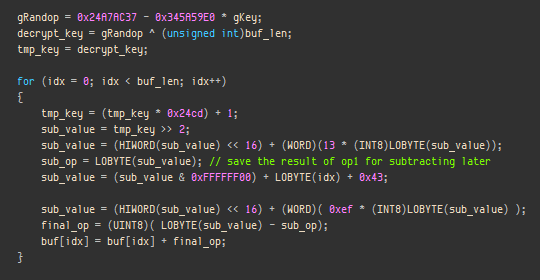 gRandop = 0x24A7AC37 - 0x345A59E0 * gKey;
decrypt_key = gRandop ^ (unsigned int)buf_len;
tmp_key = decrypt_key;

for (idx = 0; idx < buf_len; idx++)
{
    tmp_key = (tmp_key * 0x24cd) + 1;
    sub_value = tmp_key >> 2;
    sub_value = (HIWORD(sub_value) << 16) + (WORD)(13 * (INT8)LOBYTE(sub_value));
    sub_op = LOBYTE(sub_value); // save the result of op1 for subtracting later
    sub_value = (sub_value & 0xFFFFFF00) + LOBYTE(idx) + 0x43;

    sub_value = (HIWORD(sub_value) << 16) + (WORD)( 0xef * (INT8)LOBYTE(sub_value) );
    final_op = (UINT8)( LOBYTE(sub_value) - sub_op);
    buf[idx] = buf[idx] + final_op;
}